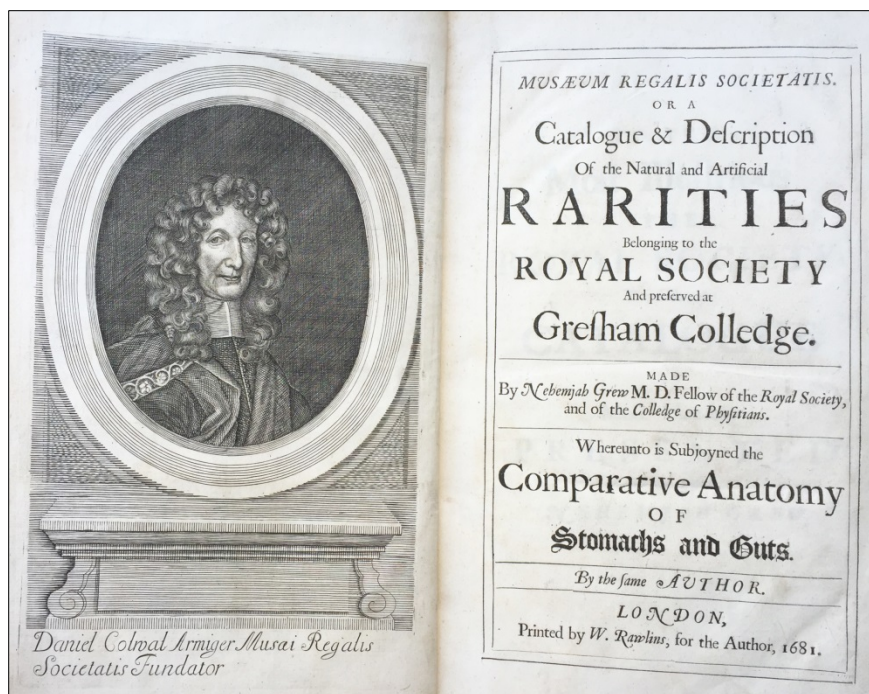 Daniel Colwal Armiger Musæi Regalis
Societatis Fundator
MVSÆVM REGALIS SOCIETATIS.
OR A
Catalogue & Deſcription
Of the Natural and Artificial
RARITIES
Belonging to the
ROYAL SOCIETY
And preſerved at
Greſham Colledge.
MADE
By Nehemjah Grew M. D. Fellow of the Royal Society,
and of the Colledge of Phyſitians.
Whereunto is Subjoyned the
Comparative Anatomy
OF
Stomachs and Guts.
By the ſame AVTHOR.
LONDON,
Printed by W. Rawlins, for the Author, 1681.